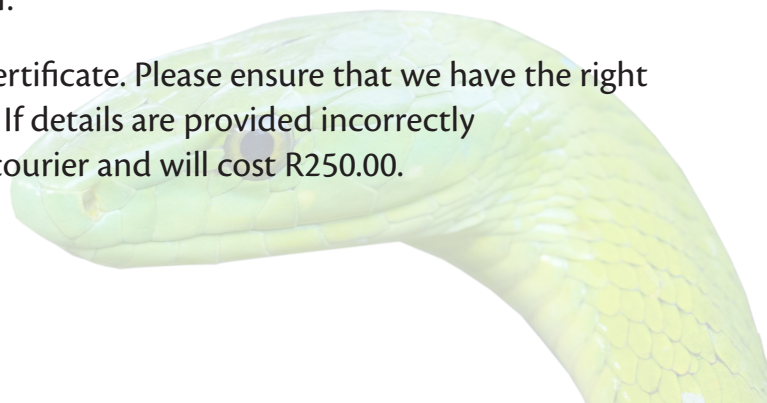 ertificate. Please ensure that we have the right
If details are provided incorrectly
courier and will cost R250.00.